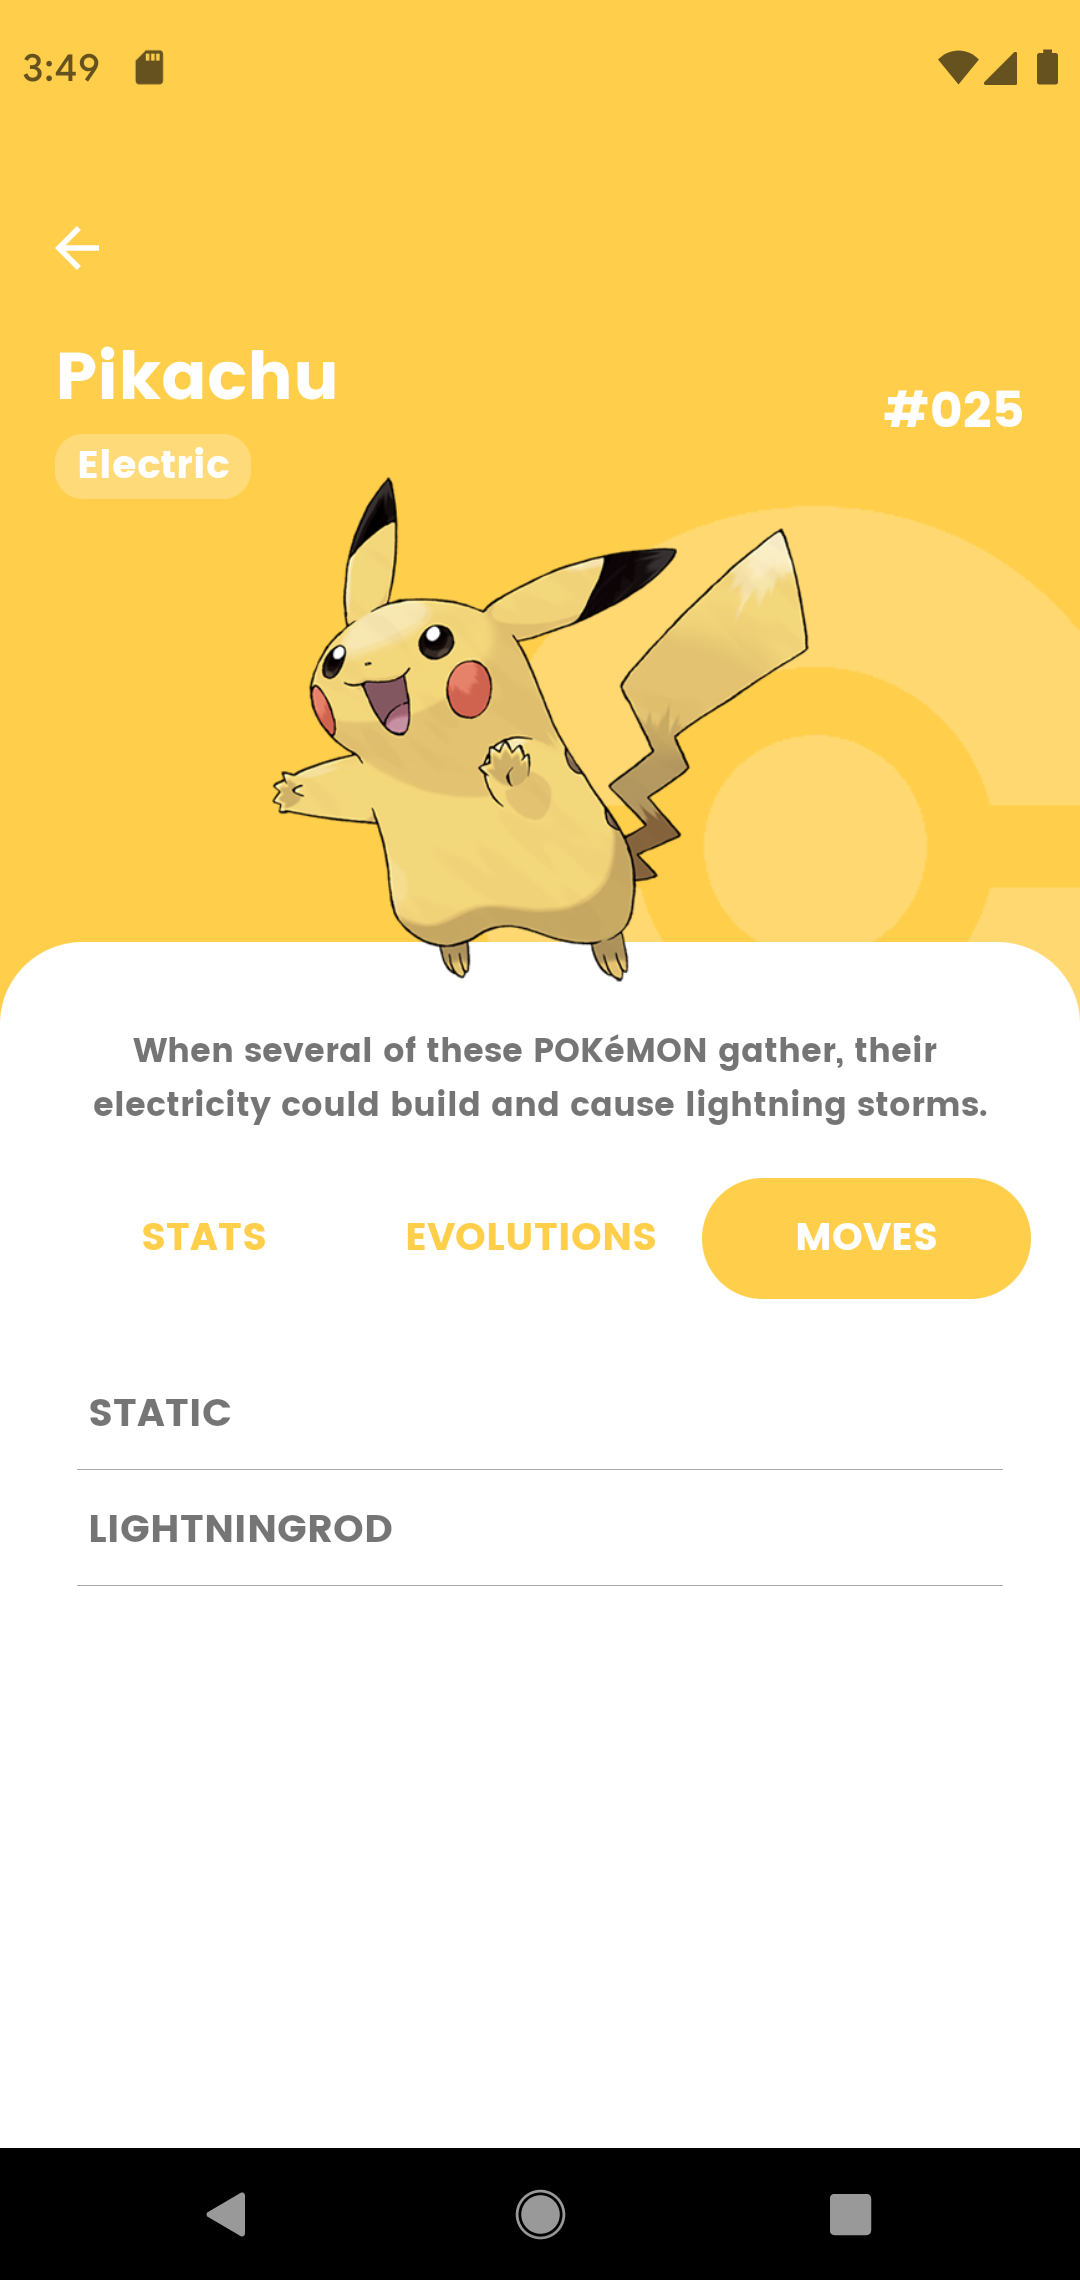 3:49
Pikachu
#025
Electric
When several of these POKéMON gather, their
electricity could build and cause lightning storms.
STATS EVOLUTIONS MOVES
STATIC
LIGHTNINGROD